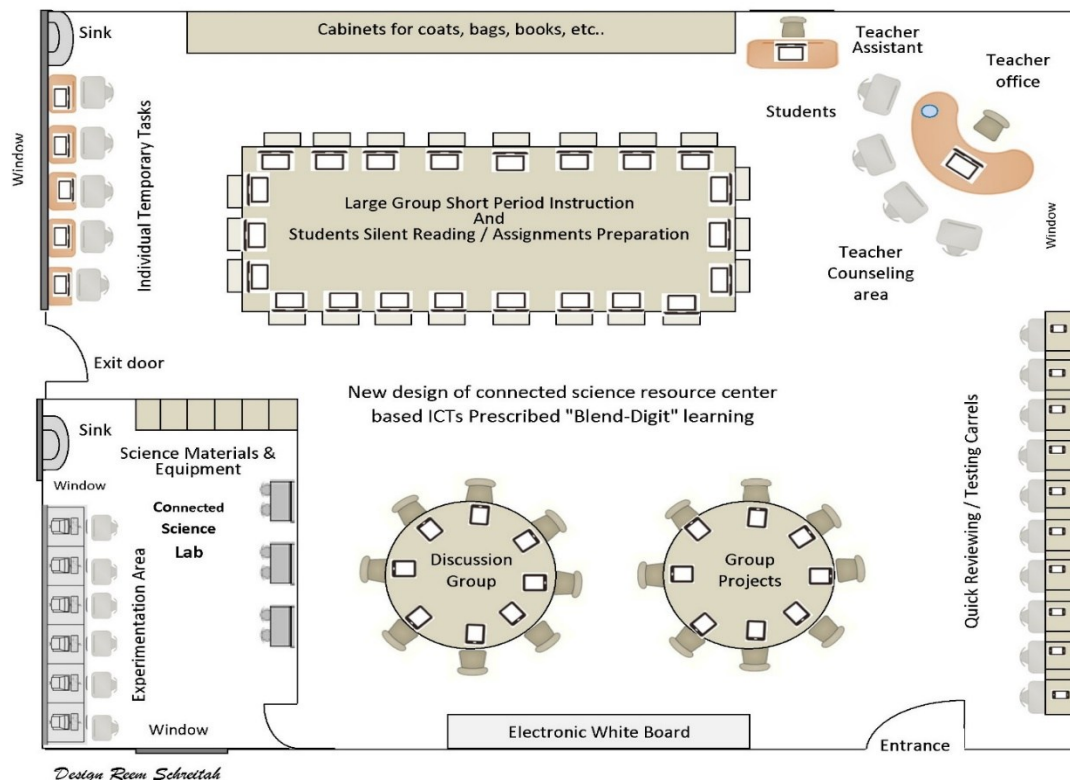 Sink
Cabinets for coats, bags, books, etc..
Teacher
Assistant
Teacher
office
Students
Window
Individual Temporary Tasks
Large Group Short Period Instruction
And
Students Silent Reading / Assignments Preparation
Window
Teacher
Counseling
area
Exit door
New design of connected science resource center
based ICTs Prescribed "Blend-Digit" learning
Sink
Science Materials &
Equipment
Window
Connected
Science
Lab
Experimentation Area
Discussion
Group
Group
Projects
Quick Reviewing / Testing Carrels
Window
Electronic White Board
Entrance
Design Reem Schreitah